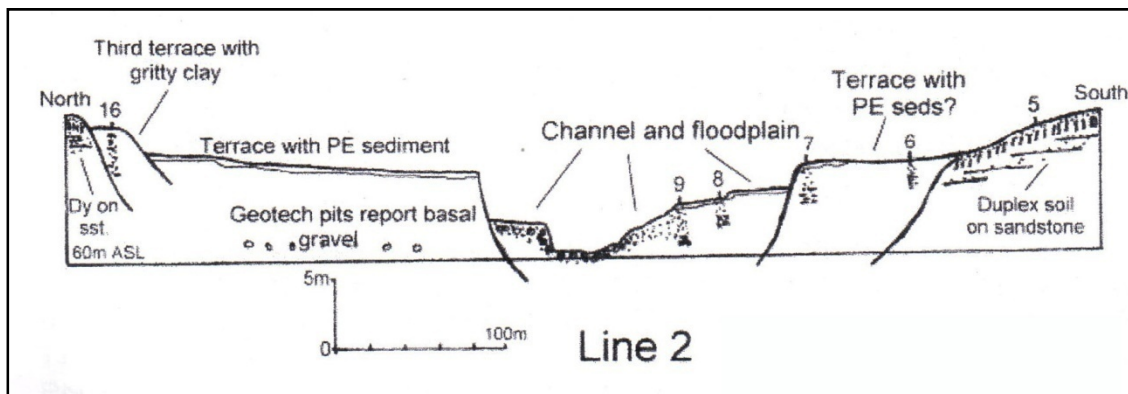 Third terrace with
gritty clay
North
16
Terrace with PE sediment
Channel and floodplain
Terrace with
PE seds?
5
South
7
6
9
8
Dy on
sst.
60m ASL
Geotech pits report basal
gravel
Duplex soil
on sandstone
5m
0
100m
Line 2